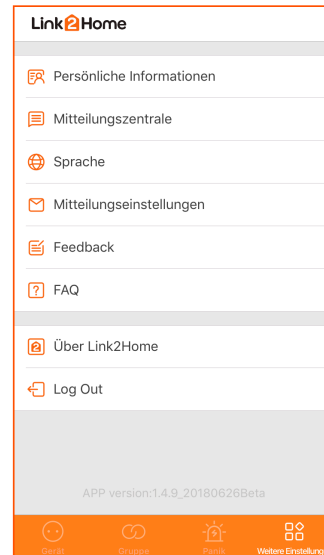 Link2Home
Persönliche Informationen
Mitteilungszentrale
Sprache
Mitteilungseinstellungen
Feedback
FAQ
Über Link2Home
Log Out
APP version:1.4.9_20180626Beta
Gerät Gruppe Panik Weitere Einstellung